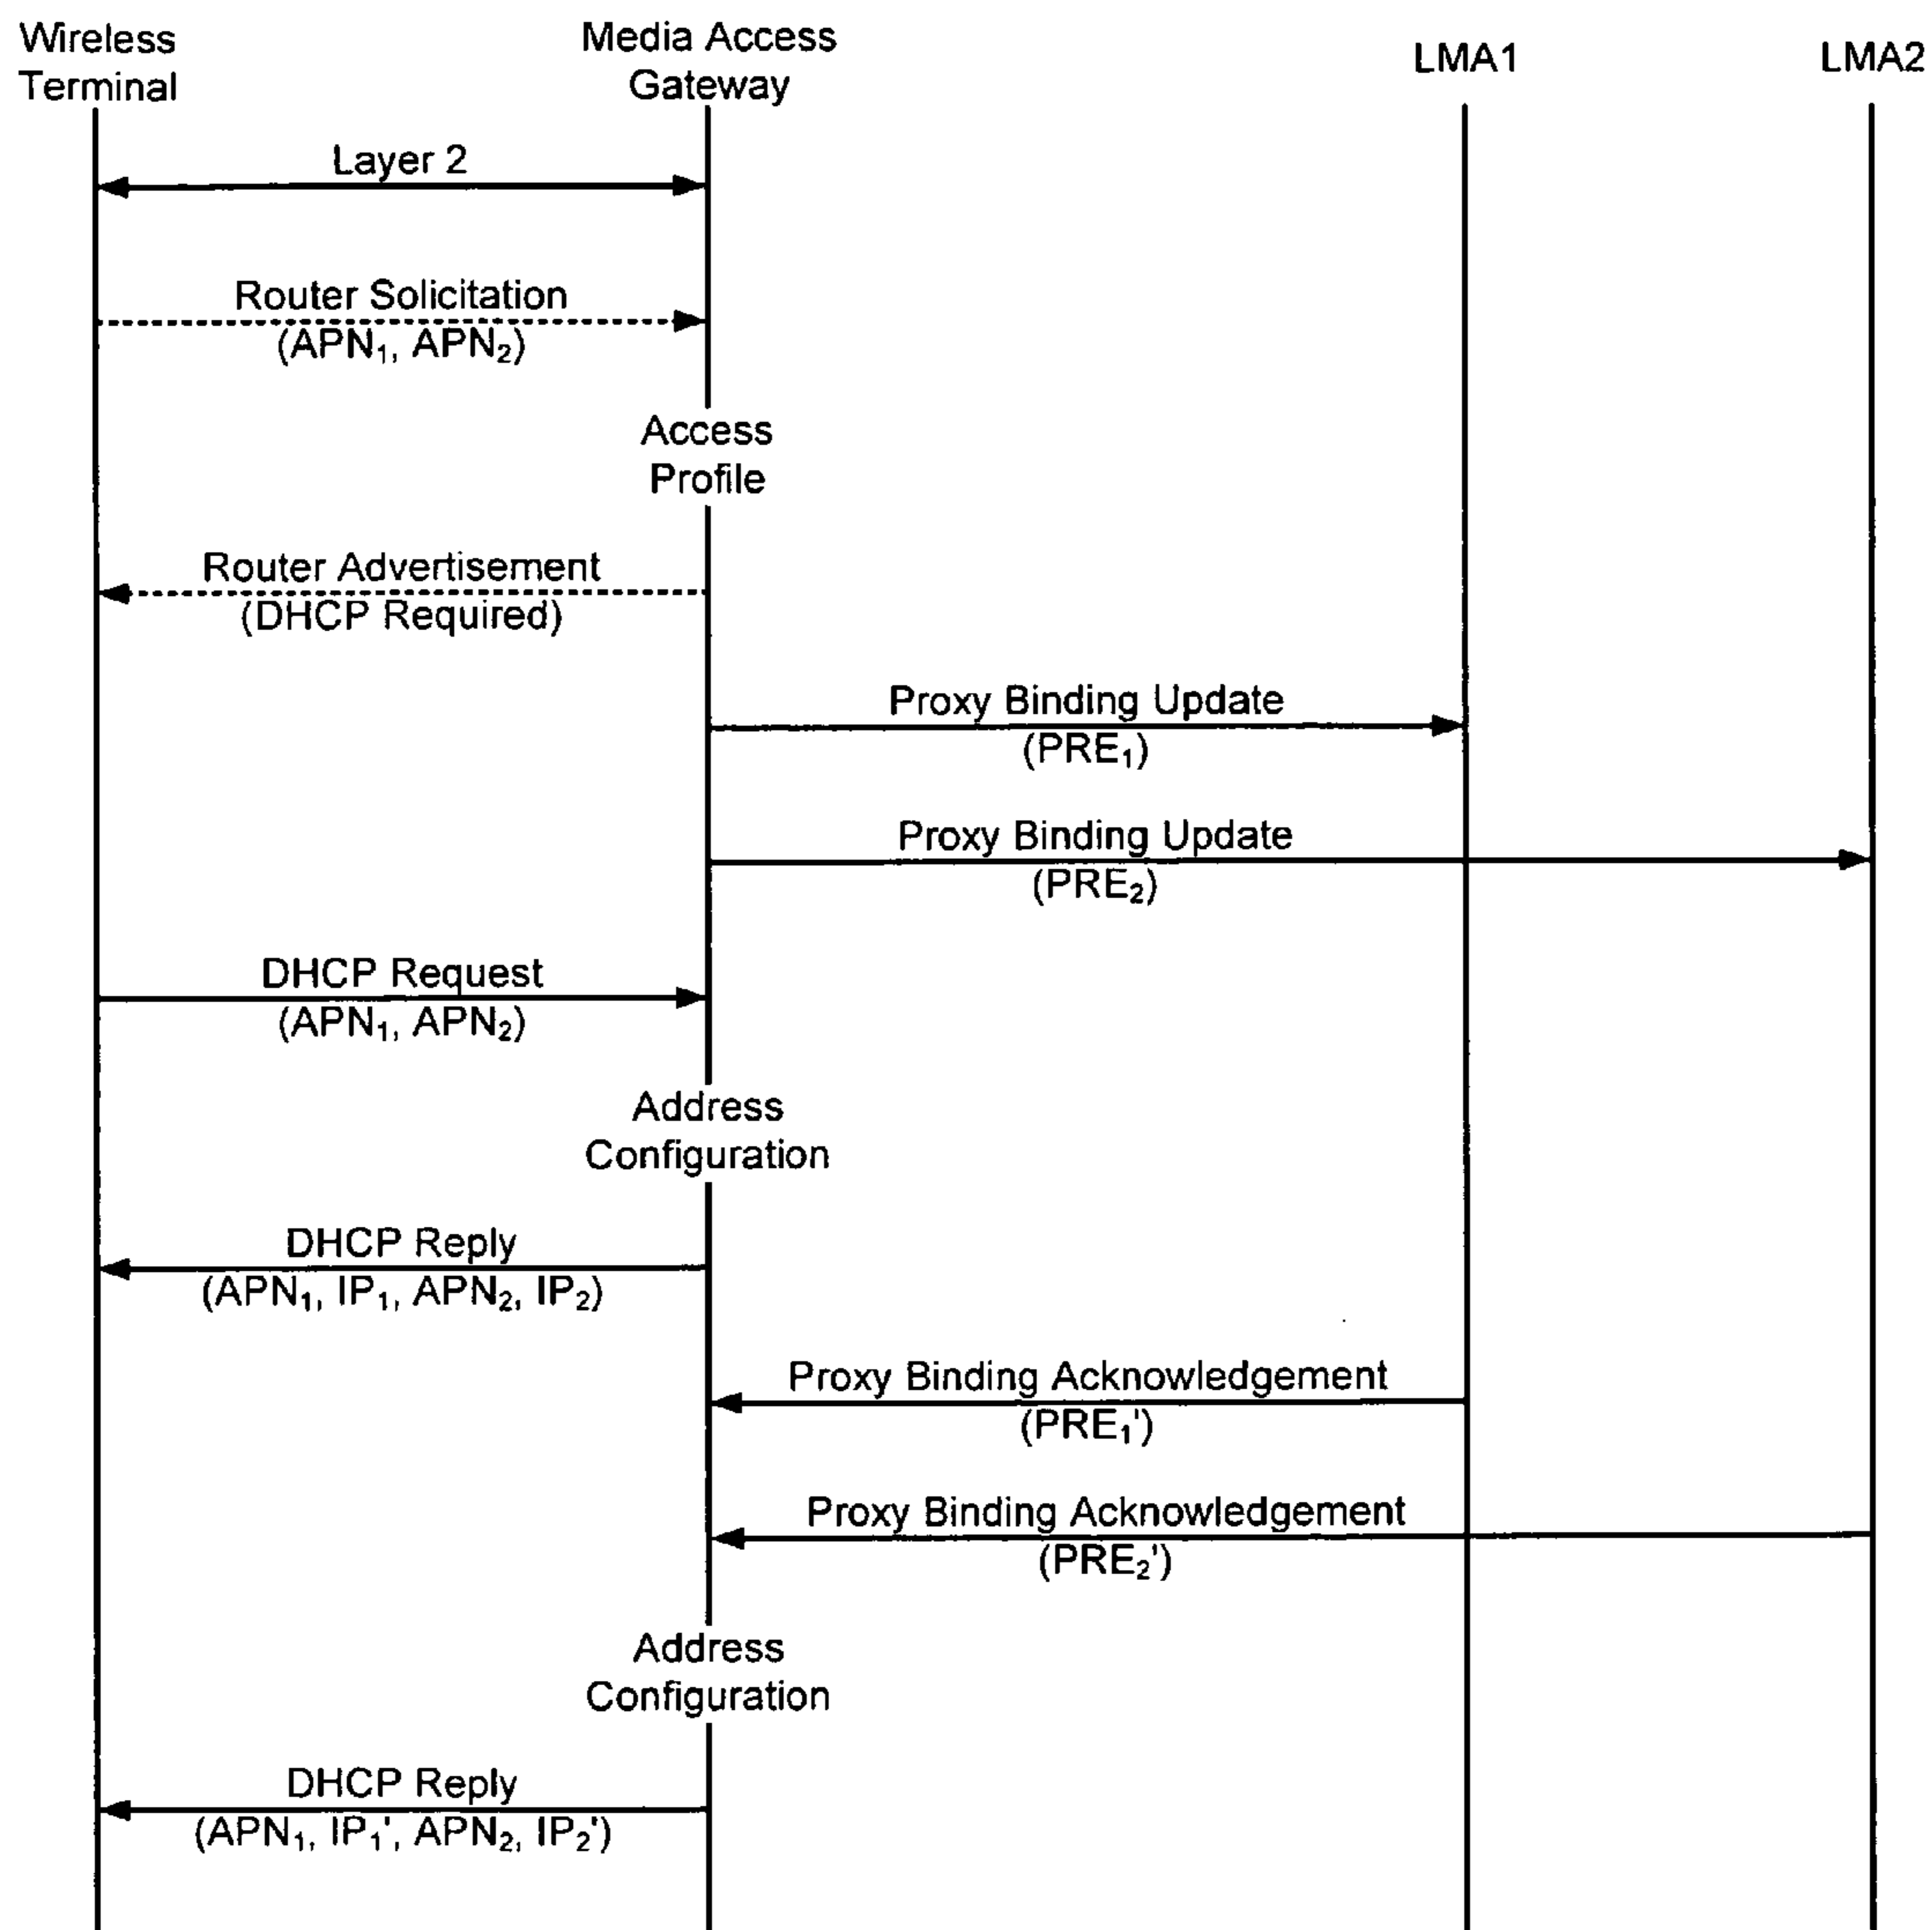 Wireless
Terminal
Media Access
Gateway
LMA1
LMA2
Layer 2
Router Solicitation
(APN₁, APN₂)
Access
Profile
Router Advertisement
(DHCP Required)
Proxy Binding Update
(PRE₁)
Proxy Binding Update
(PRE₂)
DHCP Request
(APN₁, APN₂)
Address
Configuration
DHCP Reply
(APN₁, IP₁, APN₂, IP₂)
Proxy Binding Acknowledgement
(PRE₁')
Proxy Binding Acknowledgement
(PRE₂')
Address
Configuration
DHCP Reply
(APN₁, IP₁', APN₂, IP₂')